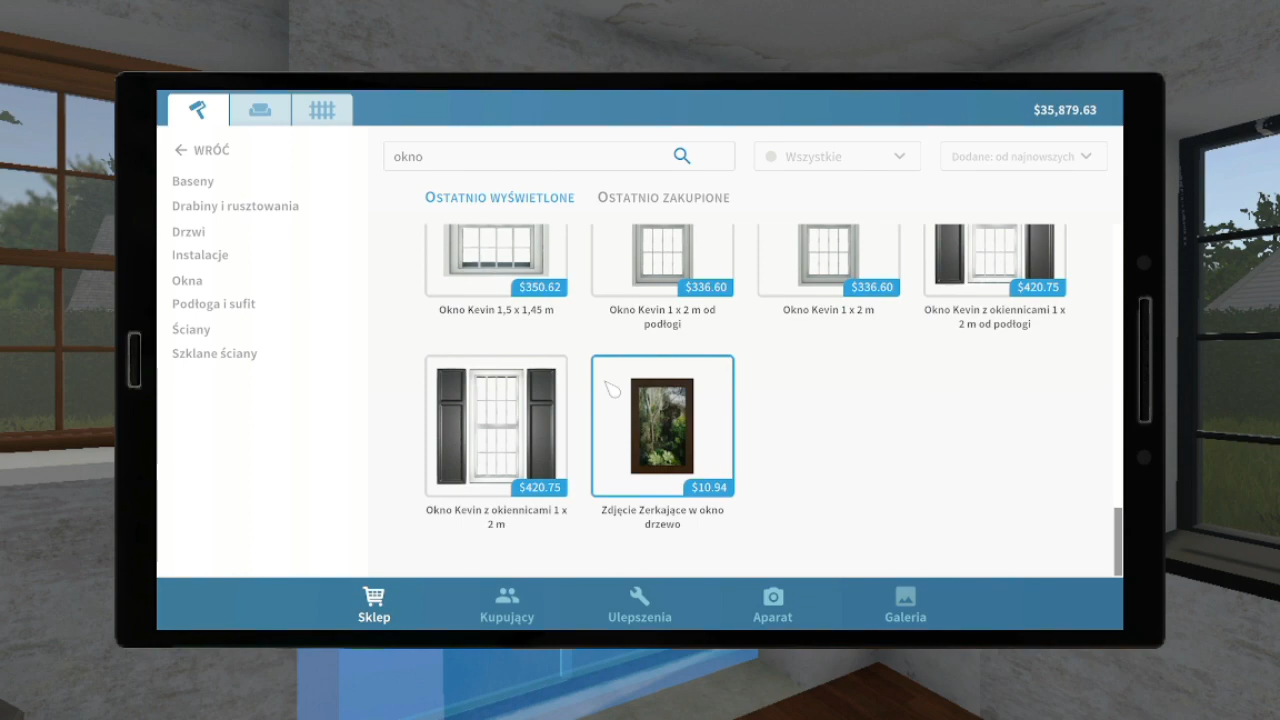 $35,879.63
WRÓĆ
okno
Wszystkie
Dodane: od najnowszych
Baseny
Drabiny i rusztowania
Drzwi
Instalacje
Okna
Podłoga i sufit
Ściany
Szklane ściany
OSTATNIO WYŚWIETLONE
OSTATNIO ZAKUPIONE
$350.62
$336.60
$336.60
$420.75
Okno Kevin 1,5 x 1,45 m
Okno Kevin 1 x 2 m od
podłogi
Okno Kevin 1 x 2 m
Okno Kevin z okiennicami 1 x
2 m od podłogi
$420.75
$10.94
Okno Kevin z okiennicami 1 x
2 m
Zdjęcie Zerkające w okno
drzewo
Sklep
Kupujący
Ulepszenia
Aparat
Galeria